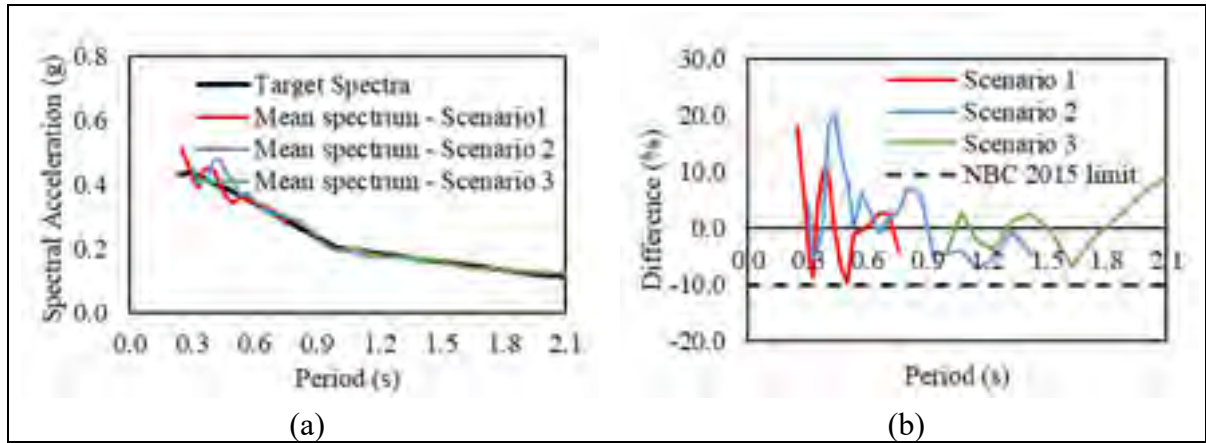 0.8
0.6
0.4
0.2
0.0
Spectral Acceleration (g)
Target Spectra
Mean spectrum - Scenario1
Mean spectrum - Scenario 2
Mean spectrum - Scenario 3
0.0 0.3 0.6 0.9 1.2 1.5 1.8 2.1
Period (s)
(a)
30.0
20.0
10.0
0.0
-10.0
-20.0
Difference (%)
Scenario 1
Scenario 2
Scenario 3
NBC 2015 limit
0.0 0.3 0.6 0.9 1.2 1.5 1.8 2.1
Period (s)
(b)